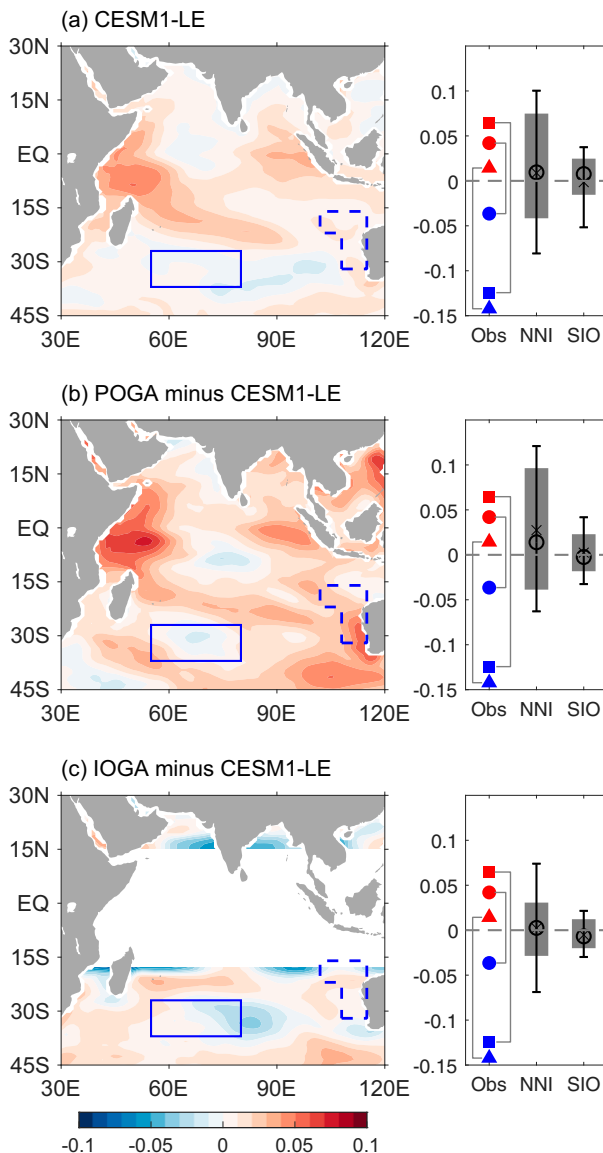 (a) CESM1-LE
30N
15N
EQ
15S
30S
45S
30E 60E 90E 120E
0.1
0.05
0
-0.05
-0.1
-0.15
Obs NNI SIO
(b) POGA minus CESM1-LE
30N
15N
EQ
15S
30S
45S
30E 60E 90E 120E
0.1
0.05
0
-0.05
-0.1
-0.15
Obs NNI SIO
(c) IOGA minus CESM1-LE
30N
15N
EQ
15S
30S
45S
30E 60E 90E 120E
0.1
0.05
0
-0.05
-0.1
-0.15
Obs NNI SIO
-0.1 -0.05 0 0.05 0.1